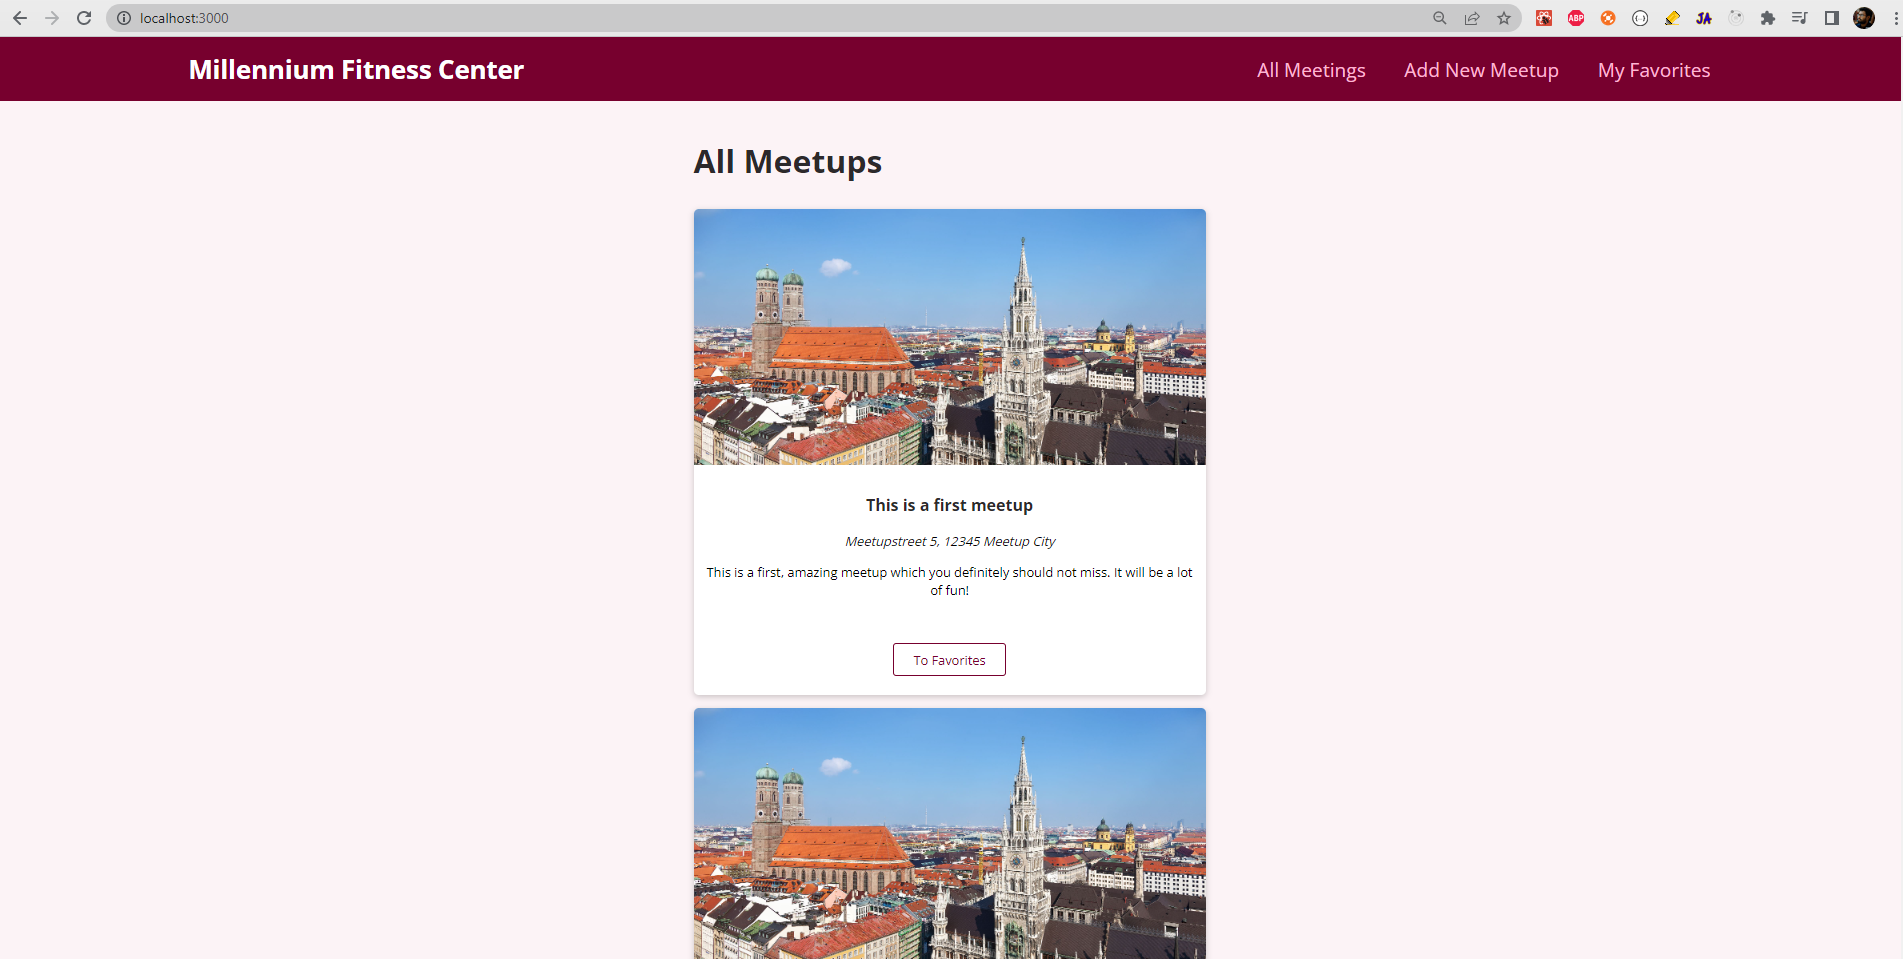 localhost:3000
ABP
JA
Millennium Fitness Center
All Meetings
Add New Meetup
My Favorites
All Meetups
This is a first meetup
Meetupstreet 5, 12345 Meetup City
This is a first, amazing meetup which you definitely should not miss. It will be a lot
of fun!
To Favorites